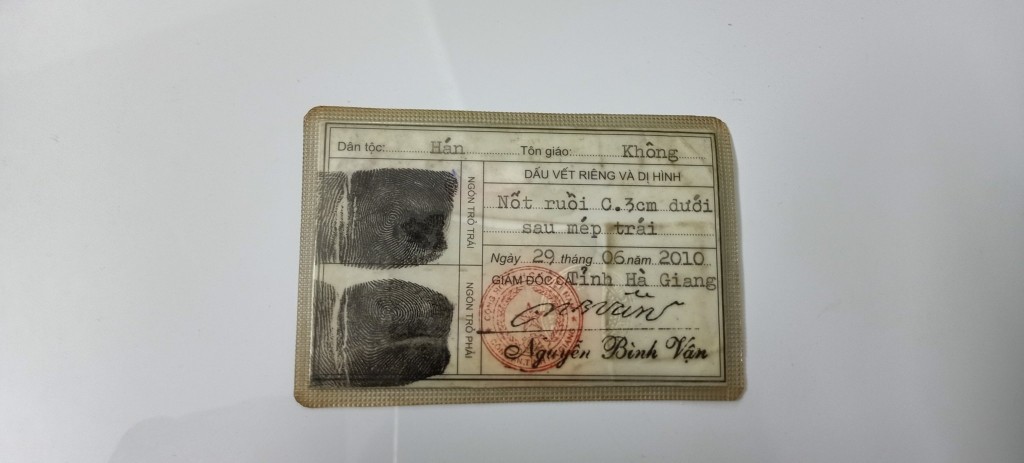 Dân tộc: Hán Tôn giáo: Không
NGÓN TRỎ TRÁI
NGÓN TRỎ PHẢI
DẤU VẾT RIÊNG VÀ DỊ HÌNH
Nốt ruồi C.3cm dưới
sau mép trái
Ngày 29 tháng 06 năm 2010
GIÁM ĐỐC CA Tỉnh Hà Giang
Nguyễn Bình Vận